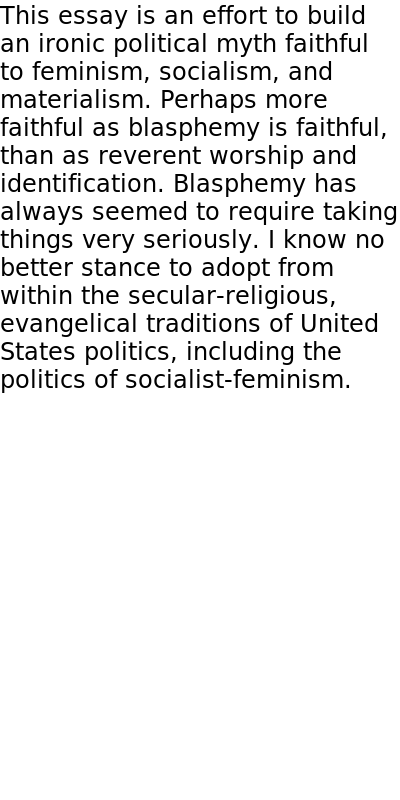 This essay is an effort to build
an ironic political myth faithful
to feminism, socialism, and
materialism. Perhaps more
faithful as blasphemy is faithful,
than as reverent worship and
identification. Blasphemy has
always seemed to require taking
things very seriously. I know no
better stance to adopt from
within the secular-religious,
evangelical traditions of United
States politics, including the
politics of socialist-feminism.